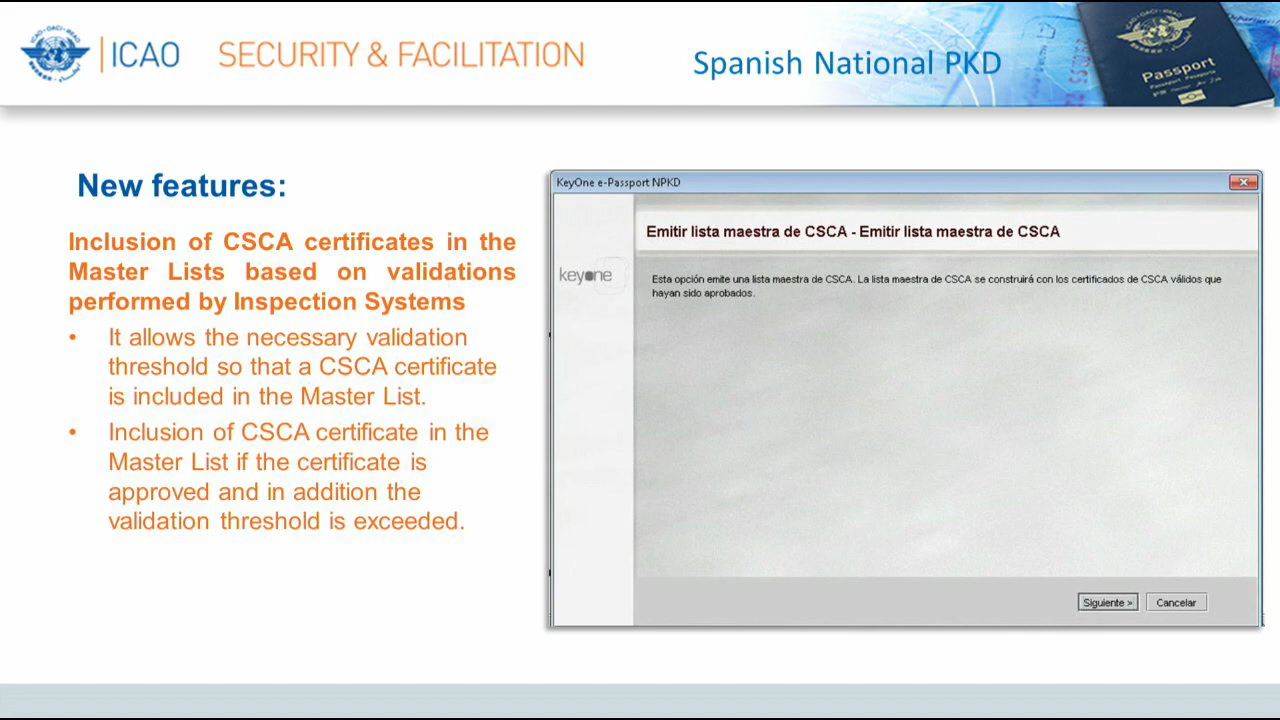 ICAO SECURITY & FACILITATION
Spanish National PKD
Passport
New features:
Inclusion of CSCA certificates in the
Master Lists based on validations
performed by Inspection Systems
• It allows the necessary validation
threshold so that a CSCA certificate
is included in the Master List.
• Inclusion of CSCA certificate in the
Master List if the certificate is
approved and in addition the
validation threshold is exceeded.
KeyOne e-Passport NPKD
Emitir lista maestra de CSCA - Emitir lista maestra de CSCA
keyone
Esta opción emite una lista maestra de CSCA. La lista maestra de CSCA se construirá con los certificados de CSCA válidos que
hayan sido aprobados.
Siguiente >
Cancelar